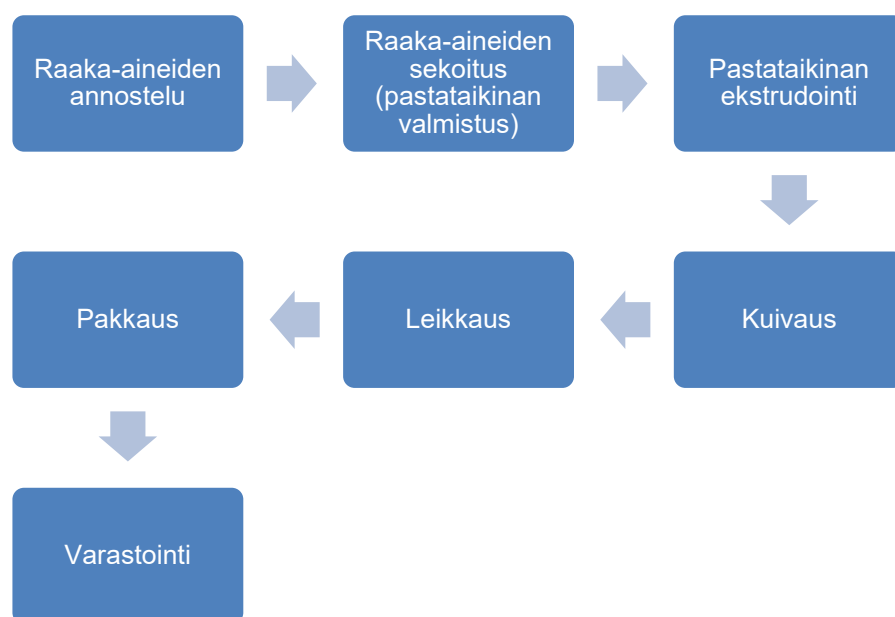 Raaka-aineiden
annostelu
Raaka-aineiden
sekoitus
(pastataikinan
valmistus)
Pastataikinan
ekstrudointi
Kuivaus
Leikkaus
Pakkaus
Varastointi